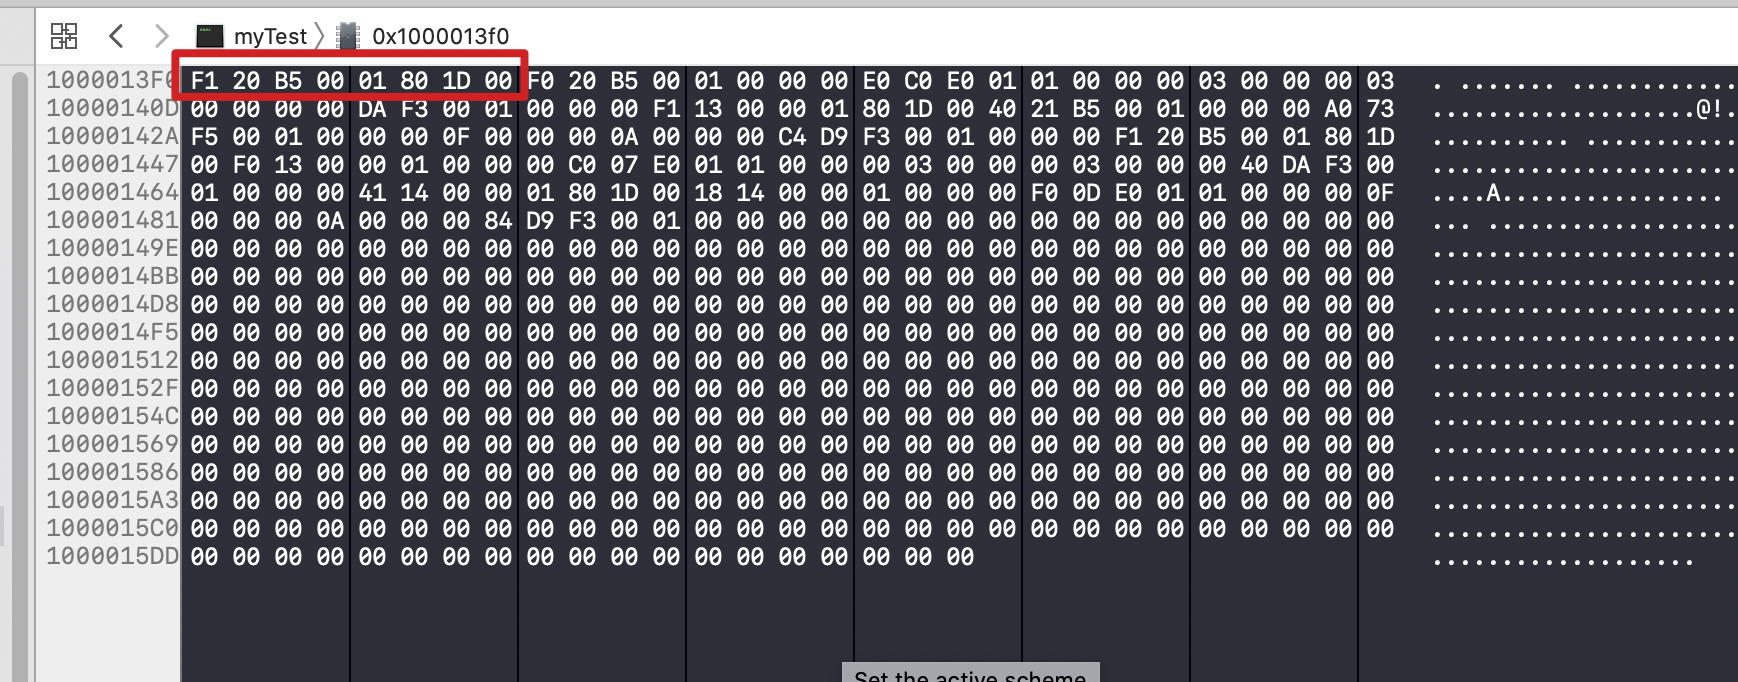 myTest 〉 0x1000013f0
1000013F0 F1 20 B5 00 01 80 1D 00 F0 20 B5 00 01 00 00 00 E0 C0 E0 01 01 00 00 00 03 00 00 00 03 . ....... ...........
10000140D 00 00 00 00 DA F3 00 01 00 00 00 F1 13 00 00 01 80 1D 00 40 21 B5 00 01 00 00 00 A0 73 ...................@!.
10000142A F5 00 01 00 00 00 0F 00 00 00 0A 00 00 00 C4 D9 F3 00 01 00 00 00 F1 20 B5 00 01 80 1D .......... ...........
100001447 00 F0 13 00 00 01 00 00 00 C0 07 E0 01 01 00 00 00 03 00 00 00 03 00 00 00 40 DA F3 00 ......................
100001464 01 00 00 00 41 14 00 00 01 80 1D 00 18 14 00 00 01 00 00 00 F0 0D E0 01 01 00 00 00 0F ....A............... 
100001481 00 00 00 0A 00 00 00 84 D9 F3 00 01 00 00 00 00 00 00 00 00 00 00 00 00 00 00 00 00 00 ... ..................
10000149E 00 00 00 00 00 00 00 00 00 00 00 00 00 00 00 00 00 00 00 00 00 00 00 00 00 00 00 00 00 ......................
1000014BB 00 00 00 00 00 00 00 00 00 00 00 00 00 00 00 00 00 00 00 00 00 00 00 00 00 00 00 00 00 ......................
1000014D8 00 00 00 00 00 00 00 00 00 00 00 00 00 00 00 00 00 00 00 00 00 00 00 00 00 00 00 00 00 ......................
1000014F5 00 00 00 00 00 00 00 00 00 00 00 00 00 00 00 00 00 00 00 00 00 00 00 00 00 00 00 00 00 ......................
100001512 00 00 00 00 00 00 00 00 00 00 00 00 00 00 00 00 00 00 00 00 00 00 00 00 00 00 00 00 00 ......................
10000152F 00 00 00 00 00 00 00 00 00 00 00 00 00 00 00 00 00 00 00 00 00 00 00 00 00 00 00 00 00 ......................
10000154C 00 00 00 00 00 00 00 00 00 00 00 00 00 00 00 00 00 00 00 00 00 00 00 00 00 00 00 00 00 ......................
100001569 00 00 00 00 00 00 00 00 00 00 00 00 00 00 00 00 00 00 00 00 00 00 00 00 00 00 00 00 00 ......................
100001586 00 00 00 00 00 00 00 00 00 00 00 00 00 00 00 00 00 00 00 00 00 00 00 00 00 00 00 00 00 ......................
1000015A3 00 00 00 00 00 00 00 00 00 00 00 00 00 00 00 00 00 00 00 00 00 00 00 00 00 00 00 00 00 ......................
1000015C0 00 00 00 00 00 00 00 00 00 00 00 00 00 00 00 00 00 00 00 00 00 00 00 00 00 00 00 00 00 ......................
1000015DD 00 00 00 00 00 00 00 00 00 00 00 00 00 00 00 00 00 00 00 ...................
Set the active scheme